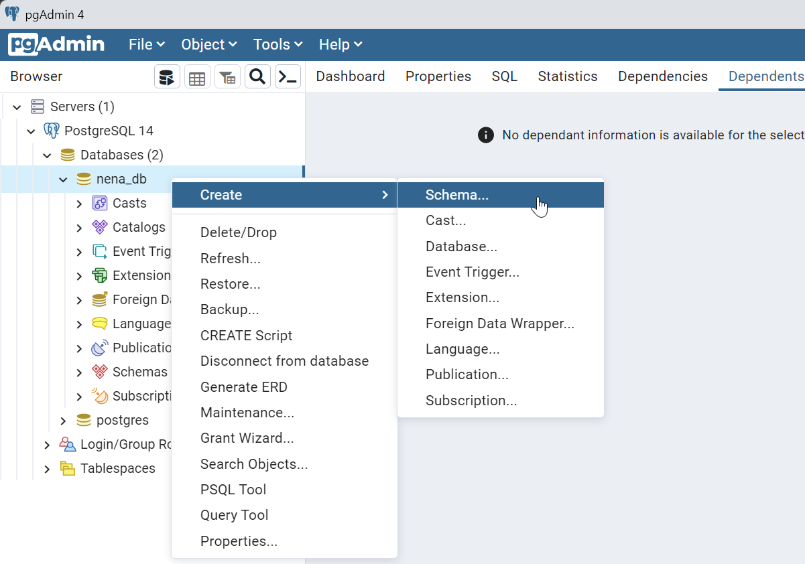 pgAdmin 4
pgAdmin File Object Tools Help
Browser Dashboard Properties SQL Statistics Dependencies Dependents
Servers (1)
No dependant information is available for the select
PostgreSQL 14
Databases (2)
nena_db
Casts
Catalogs
Event Trig
Extension
Foreign Da
Language
Publicatio
Schemas
Subscripti
postgres
Login/Group Ro
Tablespaces
Create
Delete/Drop
Refresh...
Restore...
Backup...
CREATE Script
Disconnect from database
Generate ERD
Maintenance...
Grant Wizard...
Search Objects...
PSQL Tool
Query Tool
Properties...
Schema...
Cast...
Database...
Event Trigger...
Extension...
Foreign Data Wrapper...
Language...
Publication...
Subscription...